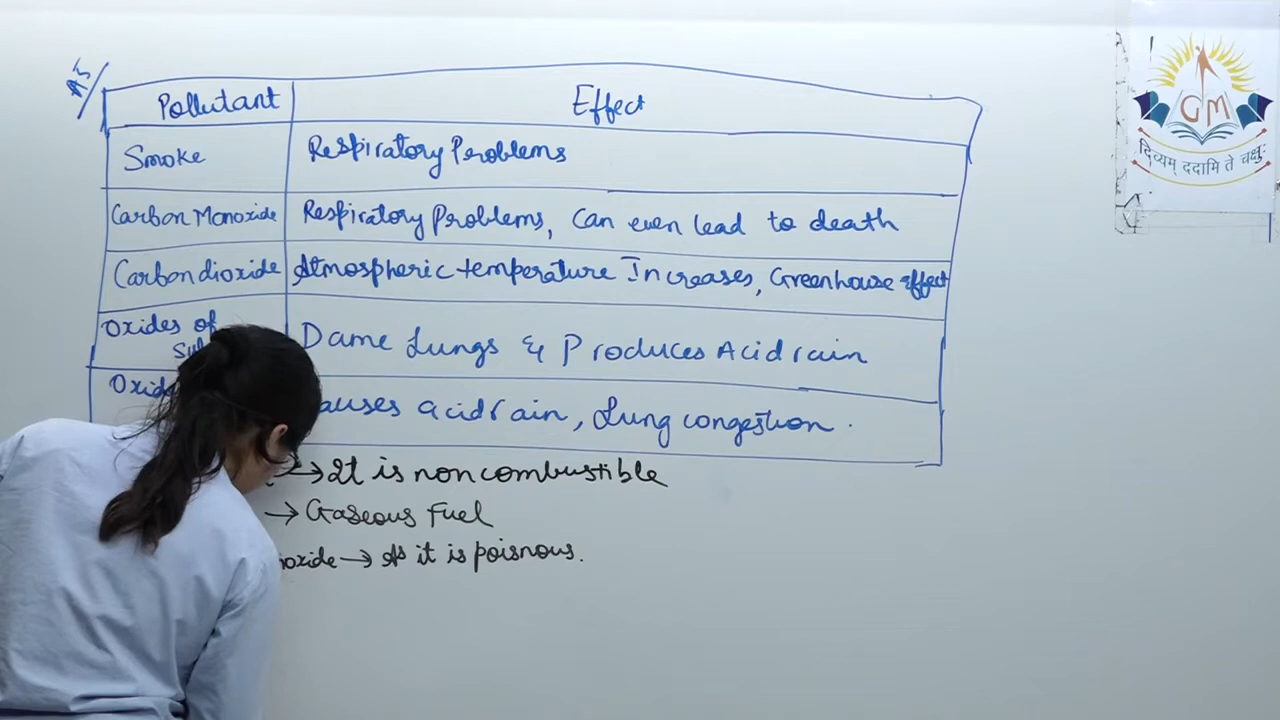 A5
Pollutant Effect
Smoke Respiratory Problems
Carbon Monoxide Respiratory Problems, Can even lead to death
Carbondioxide Atmospheric temperature Increases, Greenhouse effect
Oxides of Dame Lungs & Produces Acid rain
auses acid rain, Lung congestion.
→ It is noncombustible
→ Gaseous Fuel
oxide → As it is poisnous.
GM
दिव्यम् ददामि ते चक्षुः